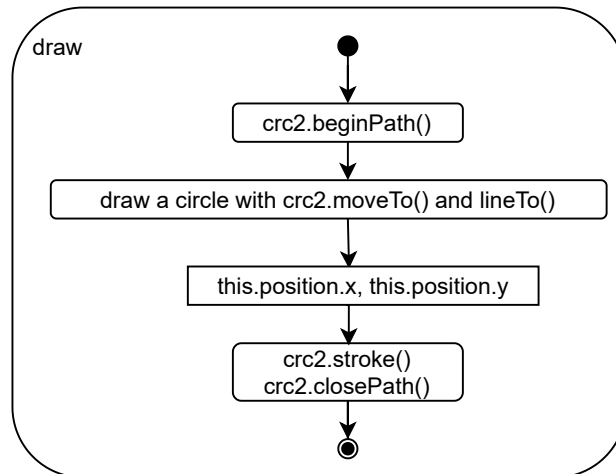 draw
crc2.beginPath()
draw a circle with crc2.moveTo() and lineTo()
this.position.x, this.position.y
crc2.stroke()
crc2.closePath()